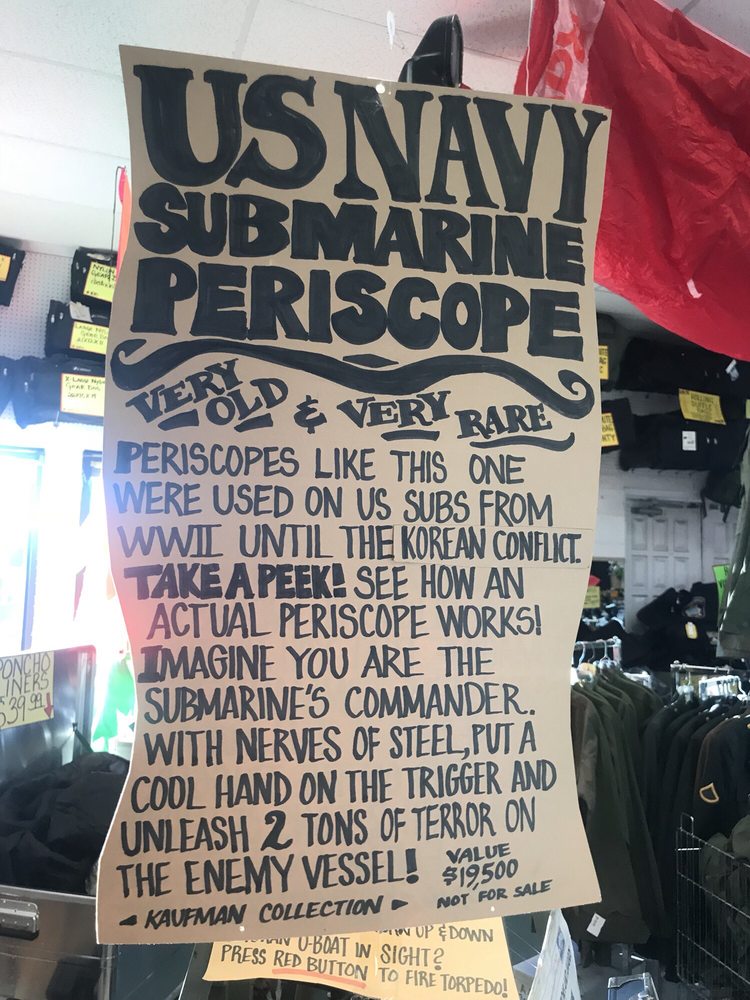 US NAVY
SUBMARINE
PERISCOPE
VERY OLD & VERY RARE
PERISCOPES LIKE THIS ONE
WERE USED ON US SUBS FROM
WWII UNTIL THE KOREAN CONFLICT.
TAKE A PEEK! SEE HOW AN
ACTUAL PERISCOPE WORKS!
IMAGINE YOU ARE THE
SUBMARINE'S COMMANDER.
WITH NERVES OF STEEL, PUT A
COOL HAND ON THE TRIGGER AND
UNLEASH 2 TONS OF TERROR ON
THE ENEMY VESSEL!
VALUE
$19,500
NOT FOR SALE
KAUFMAN COLLECTION
U-BOAT IN SIGHT?
UP & DOWN
PRESS RED BUTTON TO FIRE TORPEDO!
PONCHO
LINERS
$39.99